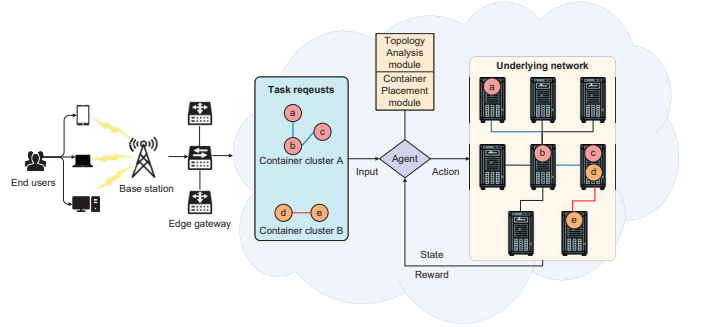 End users
Base station
Edge gateway
Task reqeusts
a
c
b
Container cluster A
d
e
Container cluster B
Topology
Analysis
module
Container
Placement
module
Input
Agent
Action
State
Reward
Underlying network
a
b
c
d
e